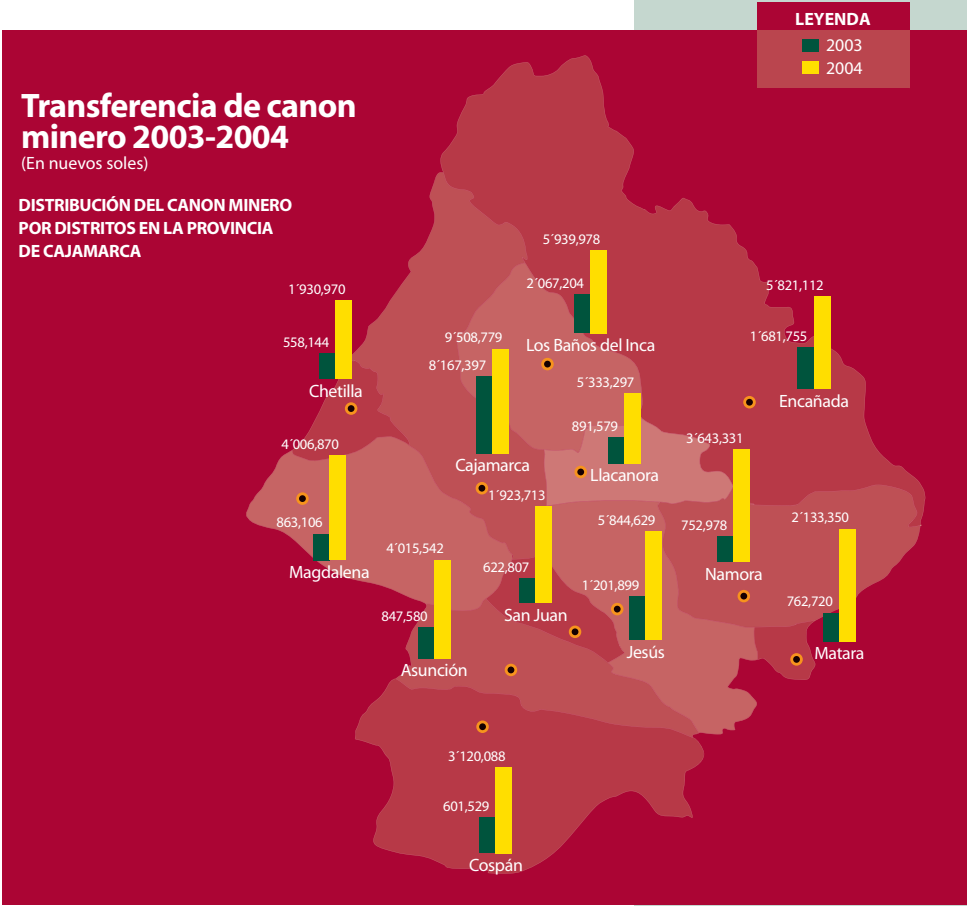 LEYENDA
2003
2004
Transferencia de canon
minero 2003-2004
(En nuevos soles)
DISTRIBUCIÓN DEL CANON MINERO
POR DISTRITOS EN LA PROVINCIA
DE CAJAMARCA
5´939,978
2´067,204
Los Baños del Inca
5´821,112
1´681,755
Encañada
1´930,970
558,144
Chetilla
9´508,779
8´167,397
Cajamarca
5´333,297
891,579
Llacanora
4´006,870
863,106
Magdalena
3´643,331
752,978
Namora
1´923,713
622,807
San Juan
5´844,629
1´201,899
Jesús
2´133,350
762,720
Matara
4´015,542
847,580
Asunción
3´120,088
601,529
Cospán